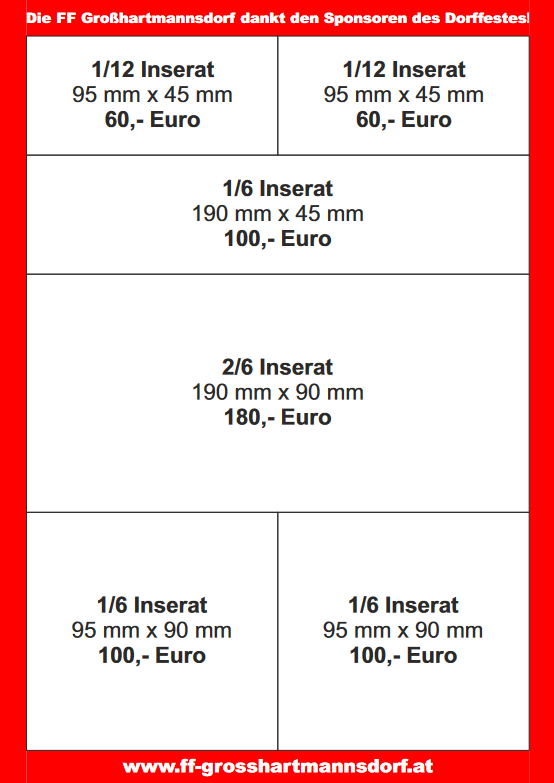 Die FF Großhartmannsdorf dankt den Sponsoren des Dorffestes!
1/12 Inserat
95 mm x 45 mm
60,- Euro
1/12 Inserat
95 mm x 45 mm
60,- Euro
1/6 Inserat
190 mm x 45 mm
100,- Euro
2/6 Inserat
190 mm x 90 mm
180,- Euro
1/6 Inserat
95 mm x 90 mm
100,- Euro
1/6 Inserat
95 mm x 90 mm
100,- Euro
www.ff-grosshartmannsdorf.at